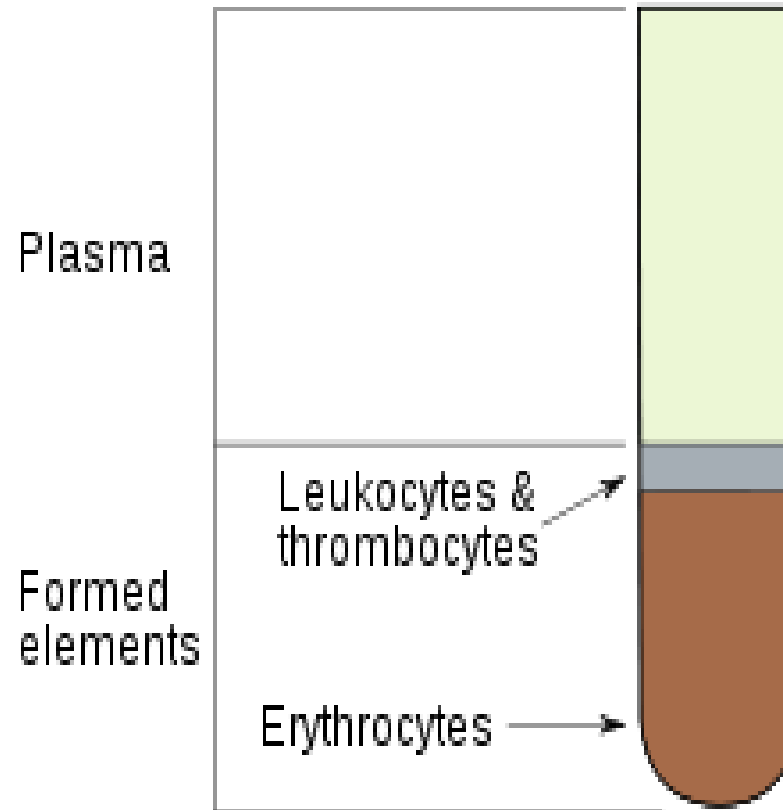 Plasma
Leukocytes &
thrombocytes
Formed
elements
Erythrocytes